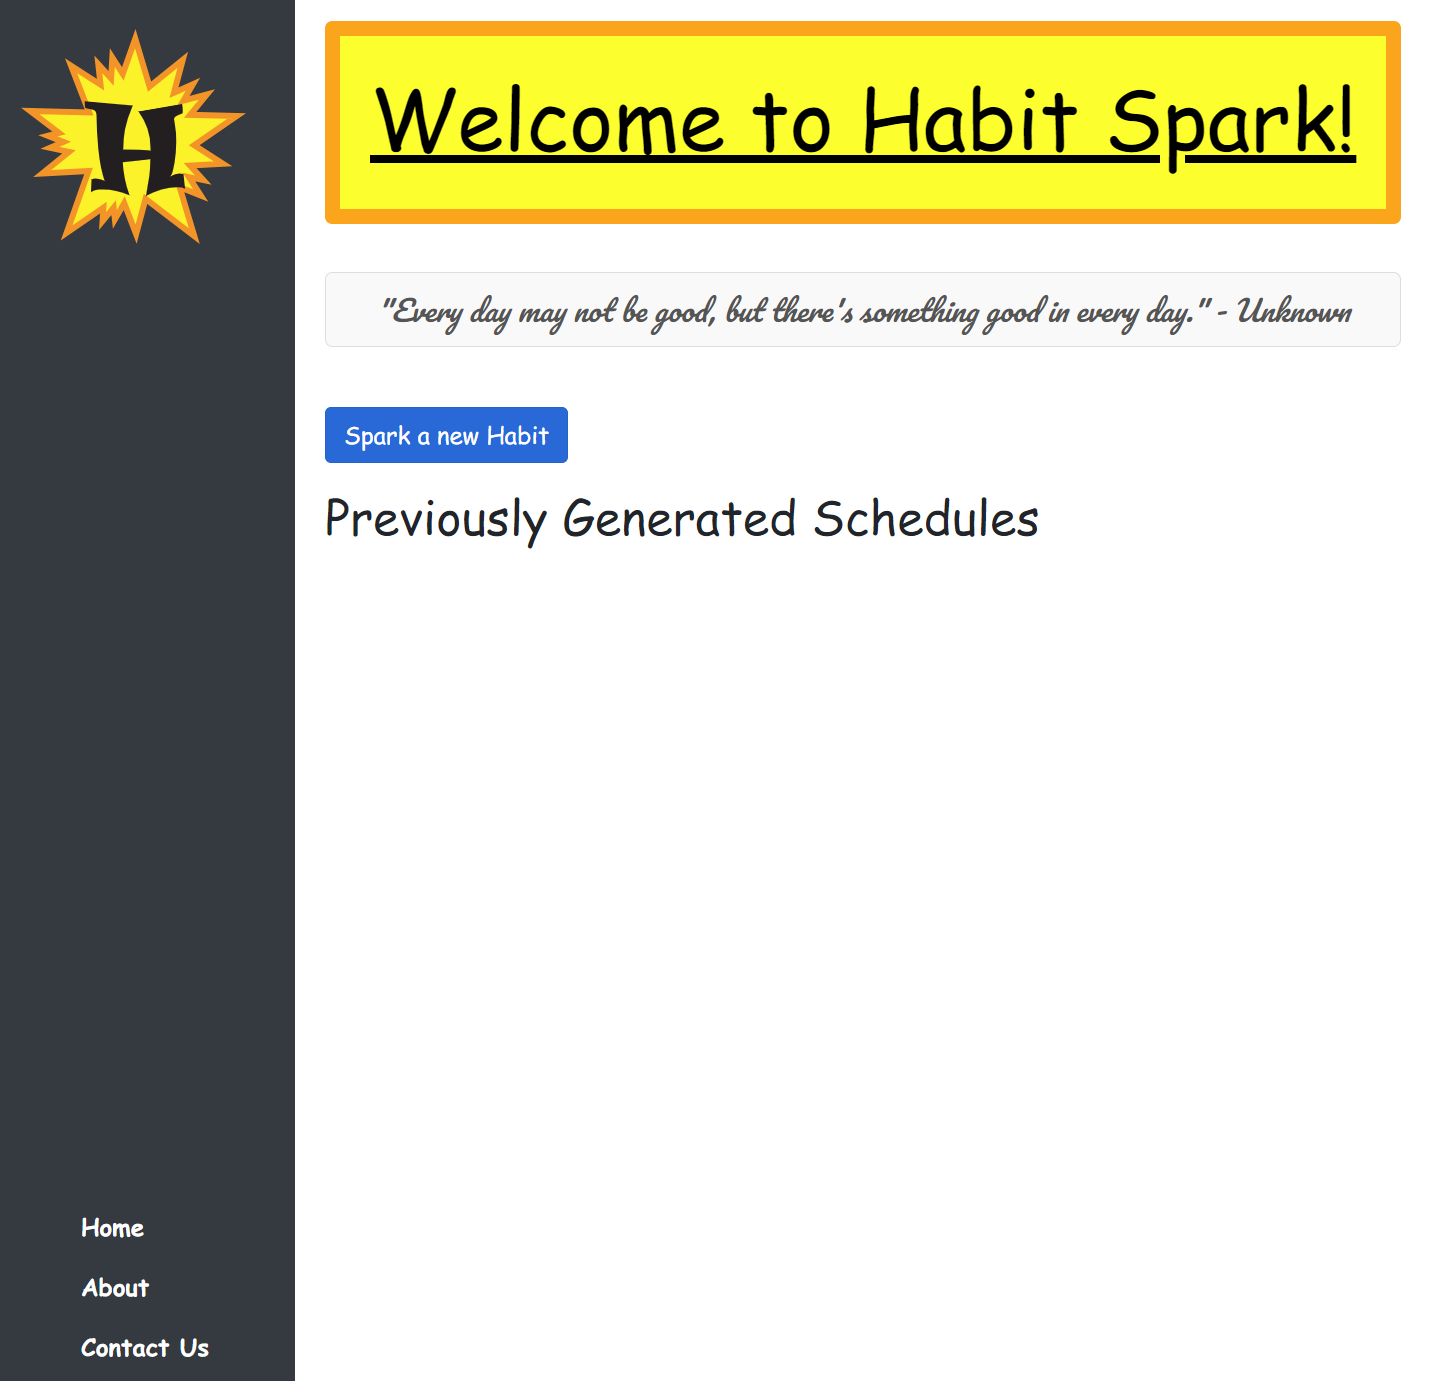 H
Welcome to Habit Spark!
"Every day may not be good, but there's something good in every day." - Unknown
Spark a new Habit
Previously Generated Schedules
Home
About
Contact Us